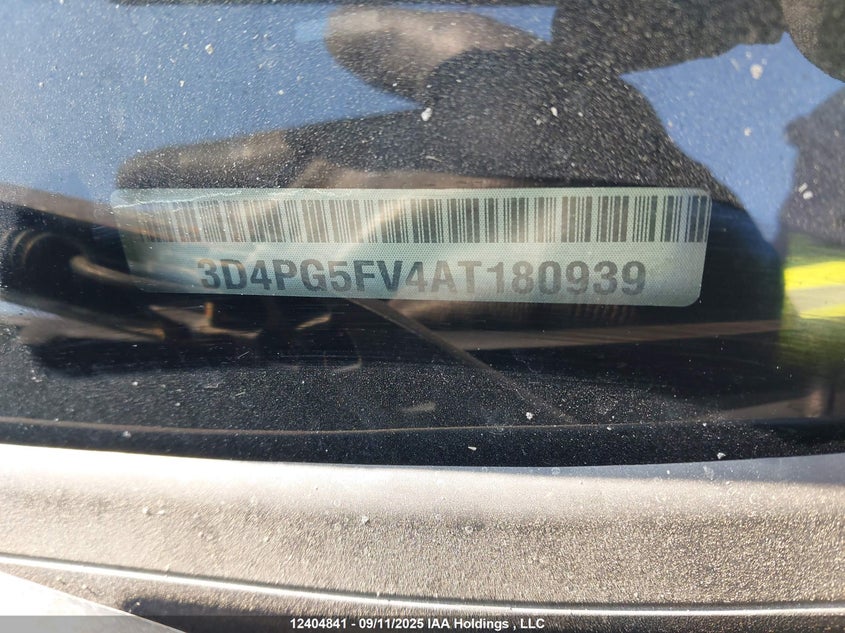 3D4PG5FV4AT180939
12404841 - 09/11/2025 IAA Holdings , LLC